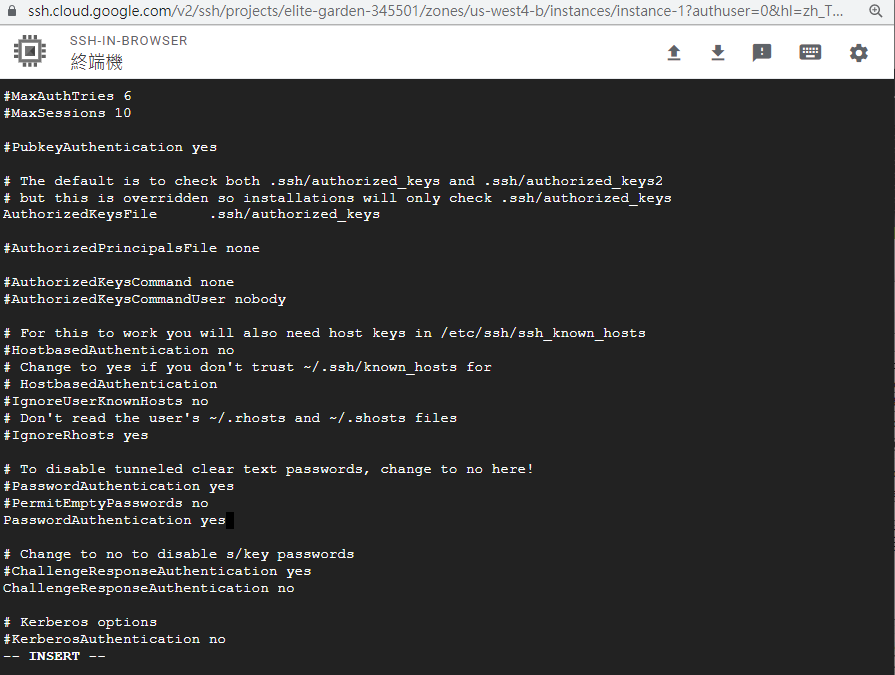 ssh.cloud.google.com/v2/ssh/projects/elite-garden-345501/zones/us-west4-b/instances/instance-1?authuser=0&hl=zh_T...
SSH-IN-BROWSER
終端機
#MaxAuthTries 6
#MaxSessions 10
#PubkeyAuthentication yes
# The default is to check both .ssh/authorized_keys and .ssh/authorized_keys2
# but this is overridden so installations will only check .ssh/authorized_keys
AuthorizedKeysFile      .ssh/authorized_keys
#AuthorizedPrincipalsFile none
#AuthorizedKeysCommand none
#AuthorizedKeysCommandUser nobody
# For this to work you will also need host keys in /etc/ssh/ssh_known_hosts
#HostbasedAuthentication no
# Change to yes if you don't trust ~/.ssh/known_hosts for
# HostbasedAuthentication
#IgnoreUserKnownHosts no
# Don't read the user's ~/.rhosts and ~/.shosts files
#IgnoreRhosts yes
# To disable tunneled clear text passwords, change to no here!
#PasswordAuthentication yes
#PermitEmptyPasswords no
PasswordAuthentication yes
# Change to no to disable s/key passwords
#ChallengeResponseAuthentication yes
ChallengeResponseAuthentication no
# Kerberos options
#KerberosAuthentication no
-- INSERT --